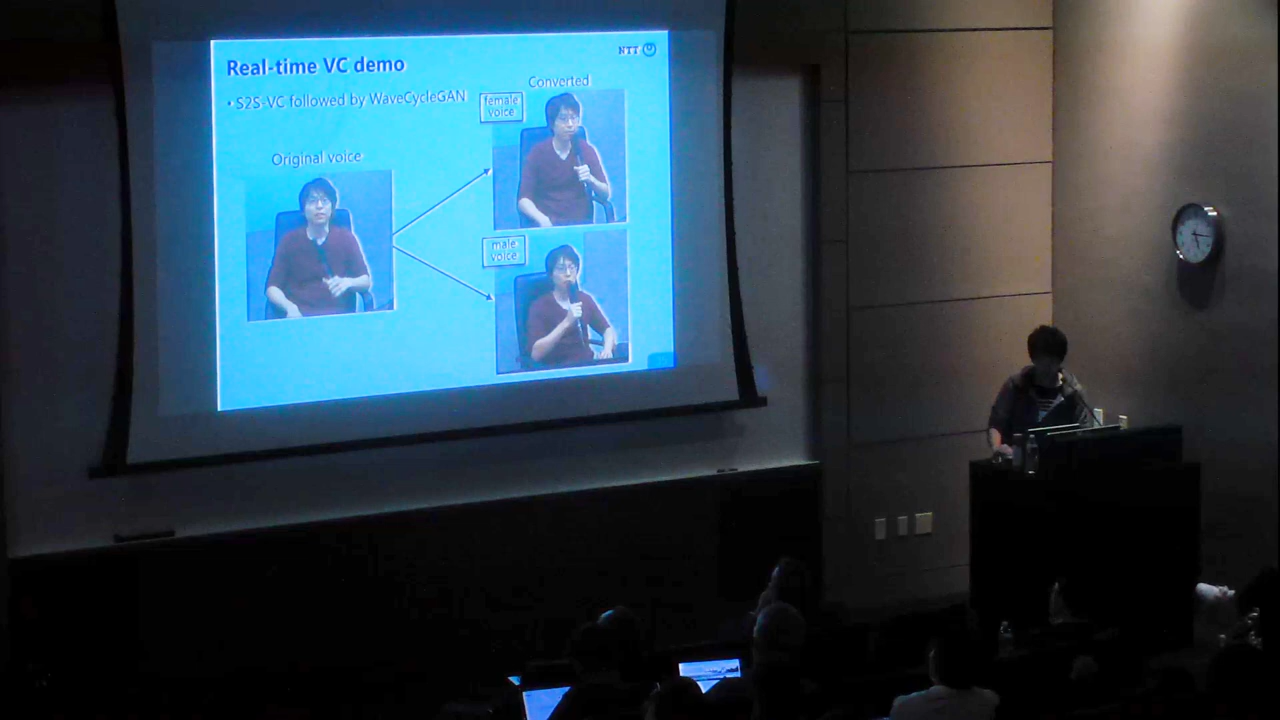 Real-time VC demo
NTT
• S2S-VC followed by WaveCycleGAN
Original voice
Converted
female
voice
male
voice